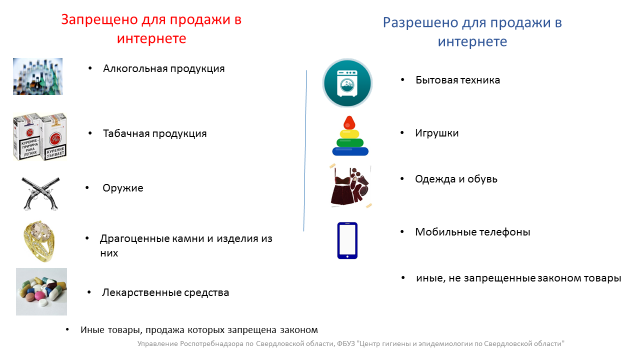 Запрещено для продажи в
интернете
• Алкогольная продукция
• Табачная продукция
• Оружие
• Драгоценные камни и изделия из
них
• Лекарственные средства
• Иные товары, продажа которых запрещена законом
Разрешено для продажи в
интернете
• Бытовая техника
• Игрушки
• Одежда и обувь
• Мобильные телефоны
• иные, не запрещенные законом товары
Управление Роспотребнадзора по Свердловской области, ФБУЗ "Центр гигиены и эпидемиологии по Свердловской области"